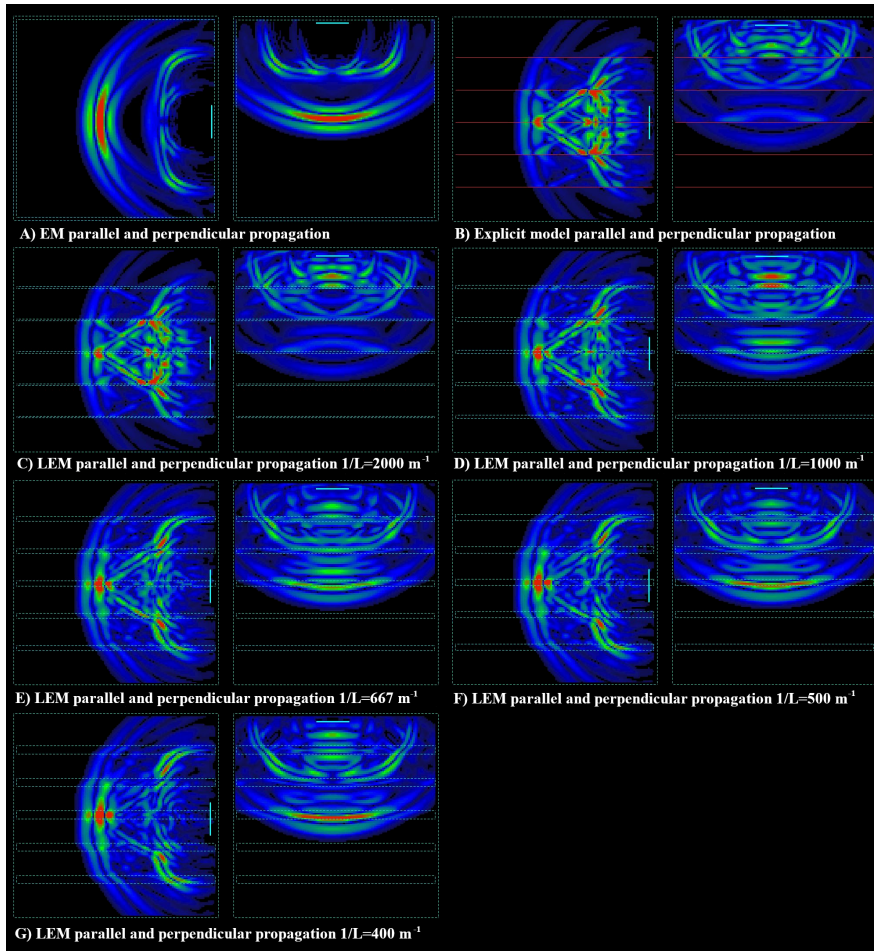 A) EM parallel and perpendicular propagation
B) Explicit model parallel and perpendicular propagation
C) LEM parallel and perpendicular propagation 1/L=2000 m⁻¹
D) LEM parallel and perpendicular propagation 1/L=1000 m⁻¹
E) LEM parallel and perpendicular propagation 1/L=667 m⁻¹
F) LEM parallel and perpendicular propagation 1/L=500 m⁻¹
G) LEM parallel and perpendicular propagation 1/L=400 m⁻¹